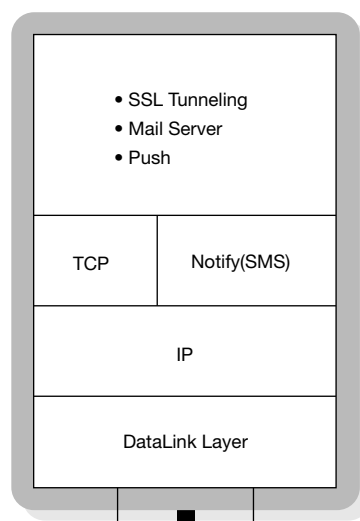 • SSL Tunneling
• Mail Server
• Push
TCP
Notify(SMS)
IP
DataLink Layer